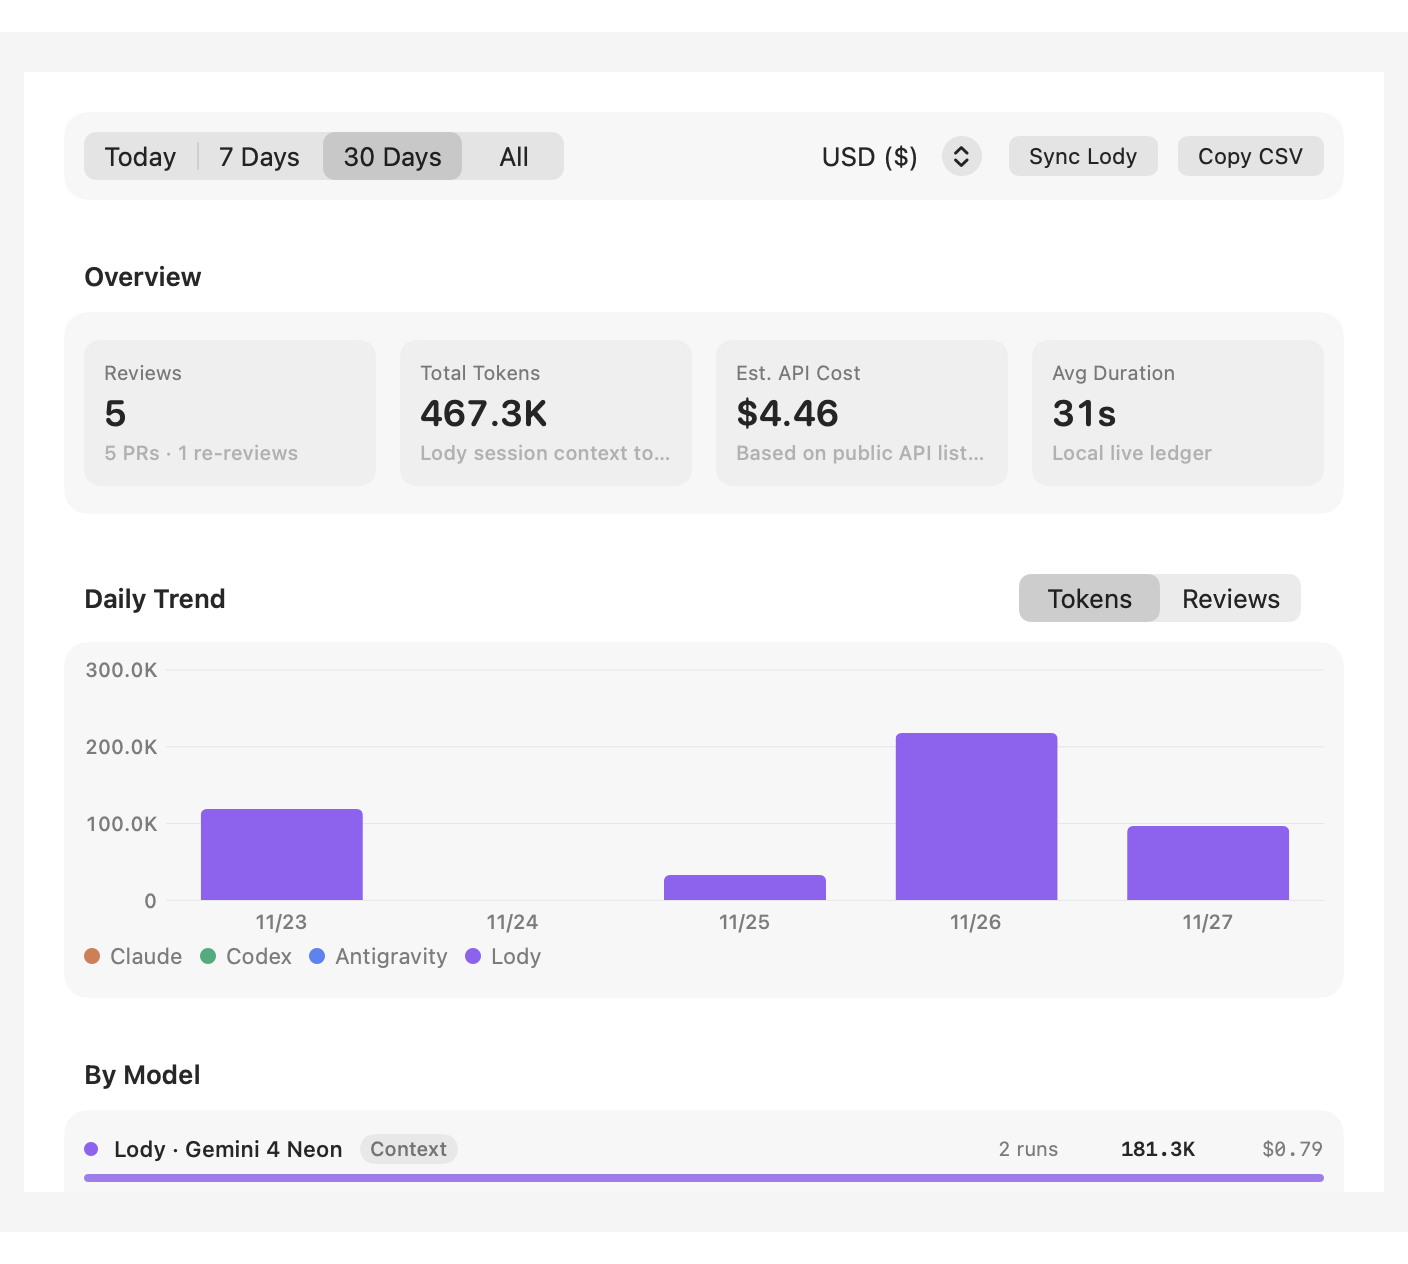 Today 7 Days 30 Days All USD ($) Sync Lody Copy CSV
Overview
Reviews
5
5 PRs · 1 re-reviews
Total Tokens
467.3K
Lody session context to...
Est. API Cost
$4.46
Based on public API list...
Avg Duration
31s
Local live ledger
Daily Trend
Tokens Reviews
300.0K
200.0K
100.0K
0
11/23 11/24 11/25 11/26 11/27
Claude Codex Antigravity Lody
By Model
Lody · Gemini 4 Neon Context 2 runs 181.3K $0.79